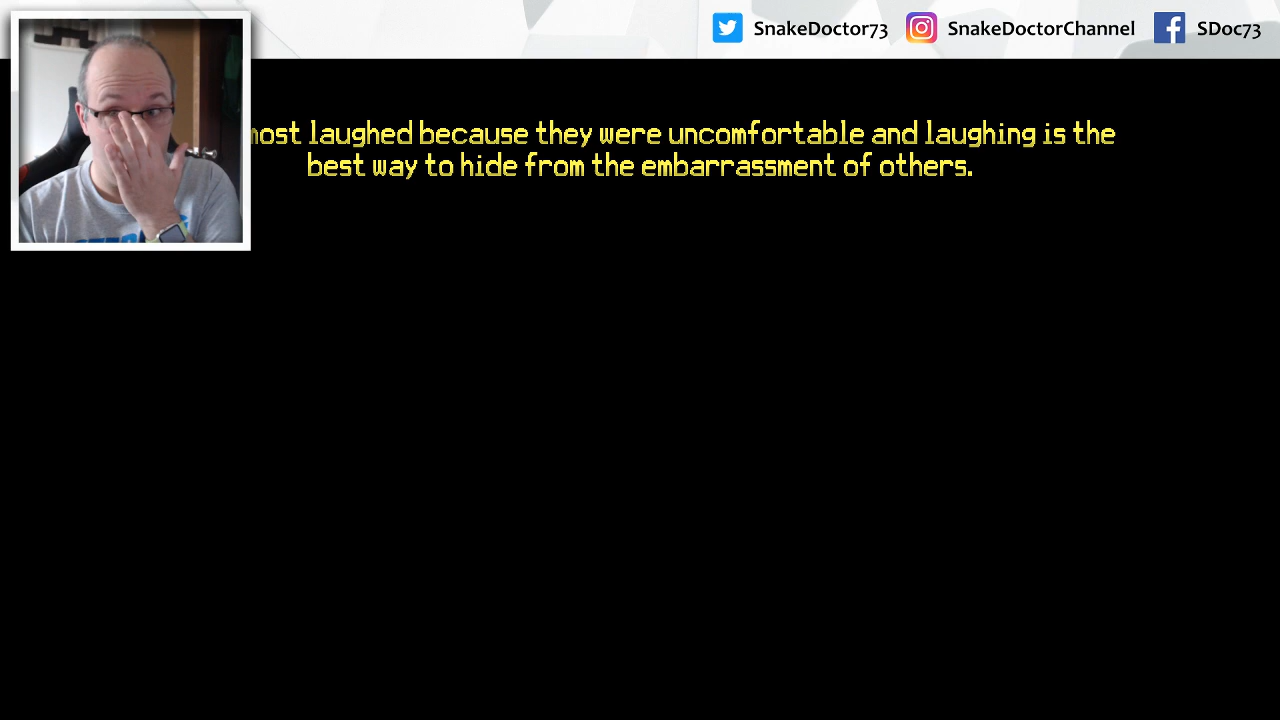 SnakeDoctor73 SnakeDoctorChannel SDoc73
most laughed because they were uncomfortable and laughing is the
best way to hide from the embarrassment of others.